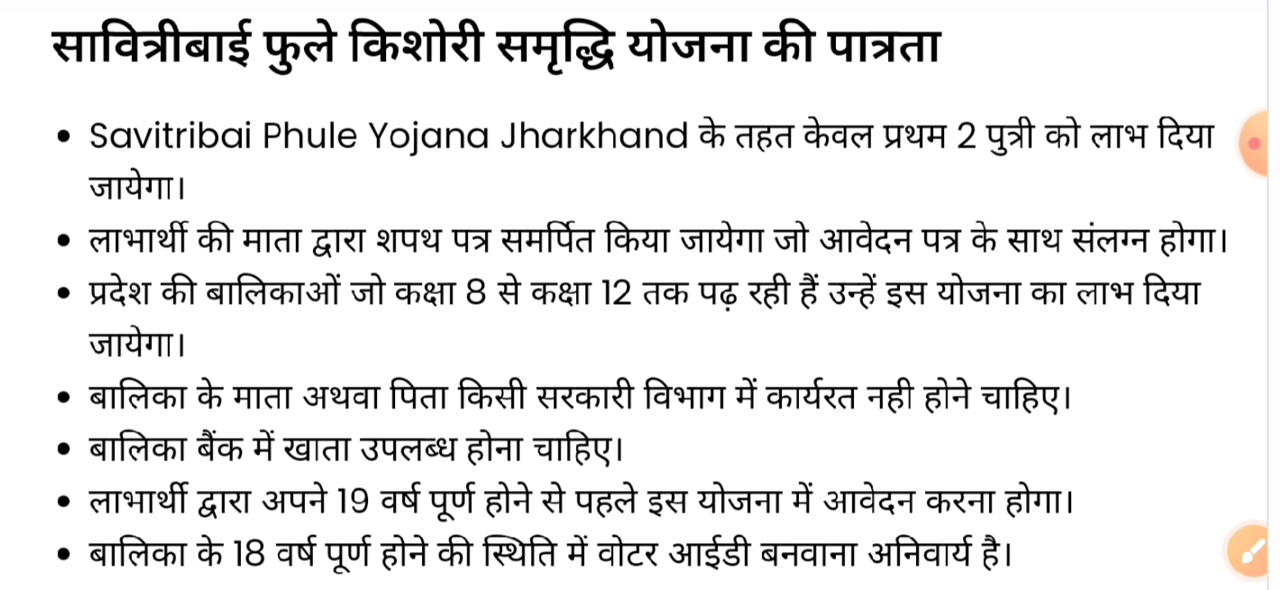 सावित्रीबाई फुले किशोरी समृद्धि योजना की पात्रता
• Savitribai Phule Yojana Jharkhand के तहत केवल प्रथम 2 पुत्री को लाभ दिया
जायेगा।
• लाभार्थी की माता द्वारा शपथ पत्र समर्पित किया जायेगा जो आवेदन पत्र के साथ संलग्न होगा।
• प्रदेश की बालिकाओं जो कक्षा 8 से कक्षा 12 तक पढ़ रही हैं उन्हें इस योजना का लाभ दिया
जायेगा।
• बालिका के माता अथवा पिता किसी सरकारी विभाग में कार्यरत नही होने चाहिए।
• बालिका बैंक में खाता उपलब्ध होना चाहिए।
• लाभार्थी द्वारा अपने 19 वर्ष पूर्ण होने से पहले इस योजना में आवेदन करना होगा।
• बालिका के 18 वर्ष पूर्ण होने की स्थिति में वोटर आईडी बनवाना अनिवार्य है।